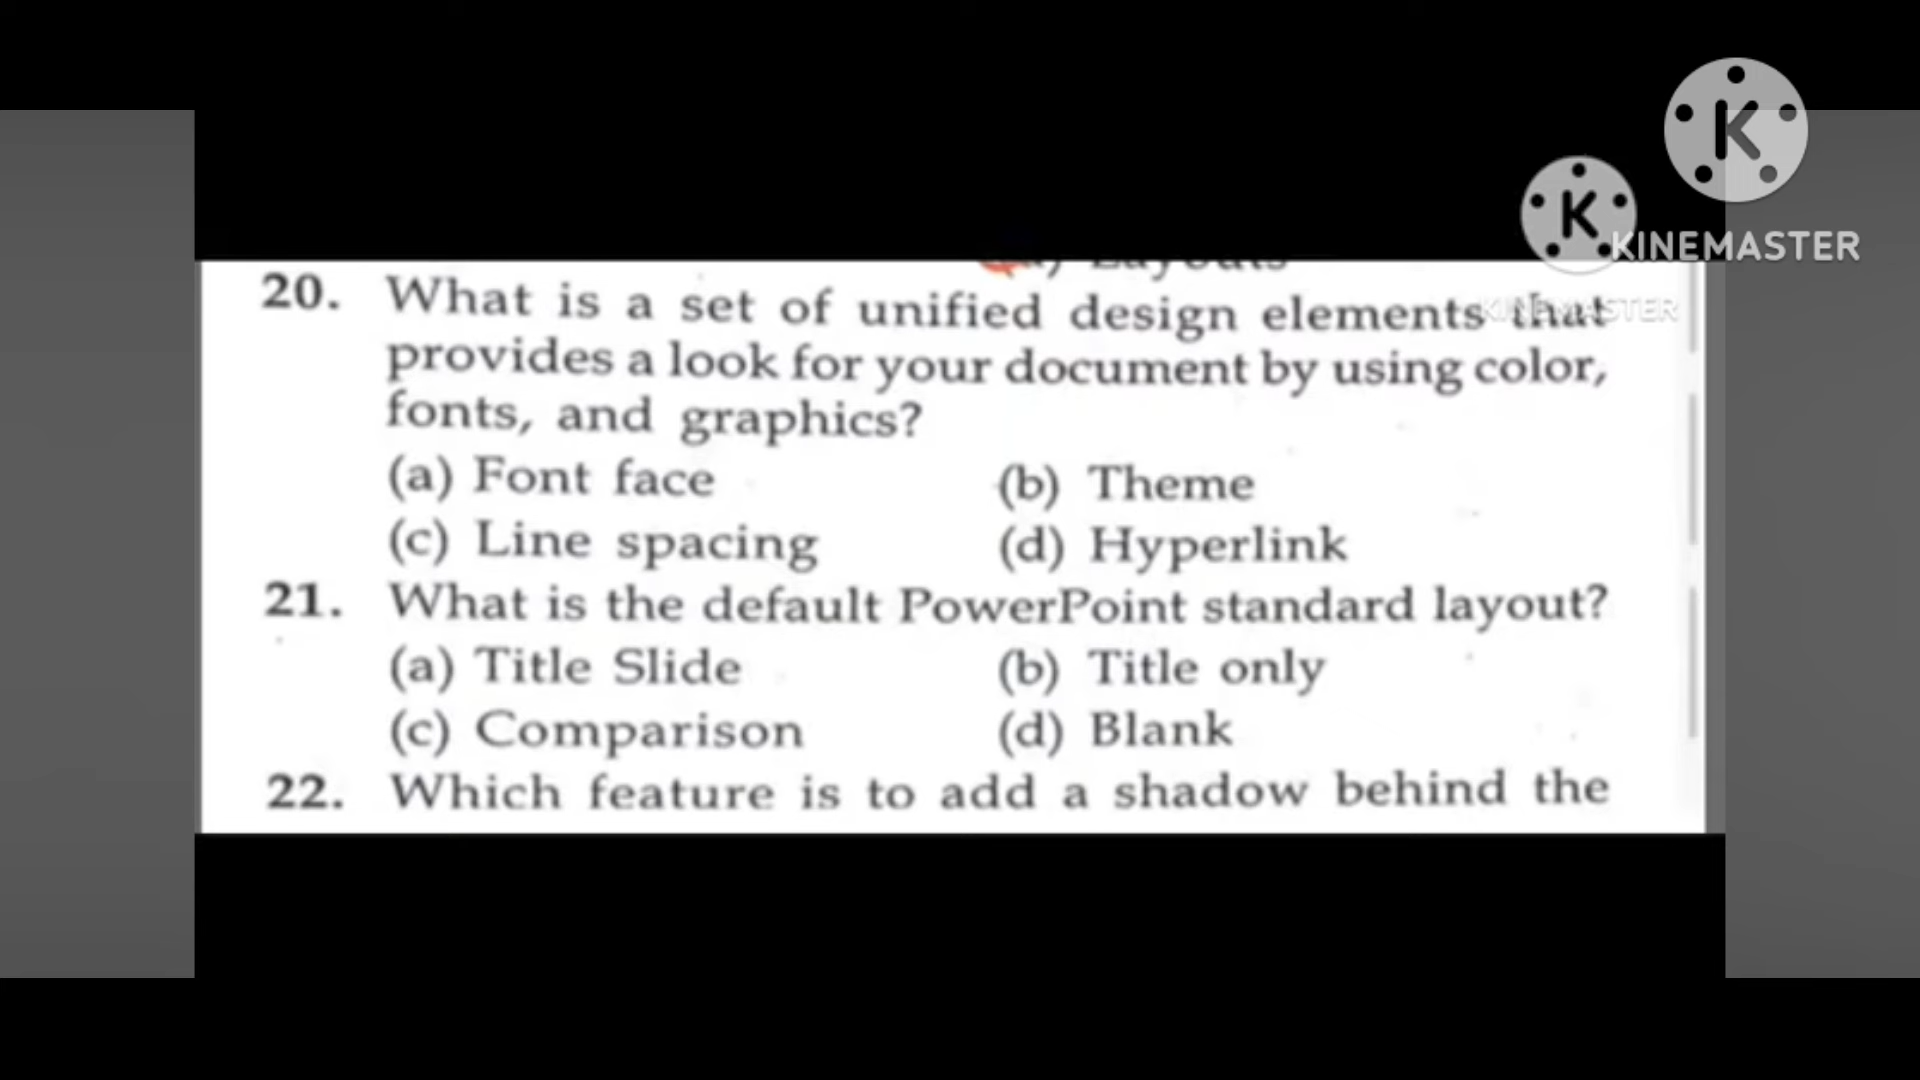 KINEMASTER
KINEMASTER
Layouts
20. What is a set of unified design elements that
provides a look for your document by using color,
fonts, and graphics?
(a) Font face (b) Theme
(c) Line spacing (d) Hyperlink
21. What is the default PowerPoint standard layout?
(a) Title Slide (b) Title only
(c) Comparison (d) Blank
22. Which feature is to add a shadow behind the